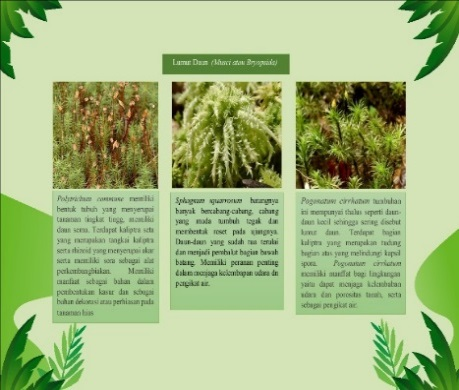 Lumut Daun (Musci atau Bryopsida)
Polytrichum commune memiliki
bentuk tubuh yang menyerupai
tanaman tingkat tinggi, memiliki
daun semu. Terdapat kaliptra seta
yang merupakan tangkai kaliptra
serta rhizoid yang menyerupai akar
serta memiliki sora sebagai alat
perkembangbiakan. Memiliki
manfaat sebagai bahan dalam
pembentukan kasur dan sebagai
bahan dekorasi atau perhiasan pada
tanaman hias
Sphagnum squarrosum batangnya
banyak bercabang-cabang, cabang
yang muda tumbuh tegak dan
membentuk roset pada ujungnya.
Daun-daun yang sudah tua terkulai
dan menjadi pembalut bagian bawah
batang. Memiliki peranan penting
dalam menjaga kelembapan udara dan
pengikat air.
Pogonatum cirrhatum tumbuhan
ini mempunyai thalus seperti daun-
daun kecil sehingga sering disebut
lumut daun. Terdapat bagian
kaliptra yang merupakan tudung
bagian atas yang melindungi kapsul
spora. Pogonatum cirrhatum
memiliki manfaat bagi lingkungan
yaitu dapat menjaga kelembaban
udara dan porositas tanah, serta
sebagai pengikat air.